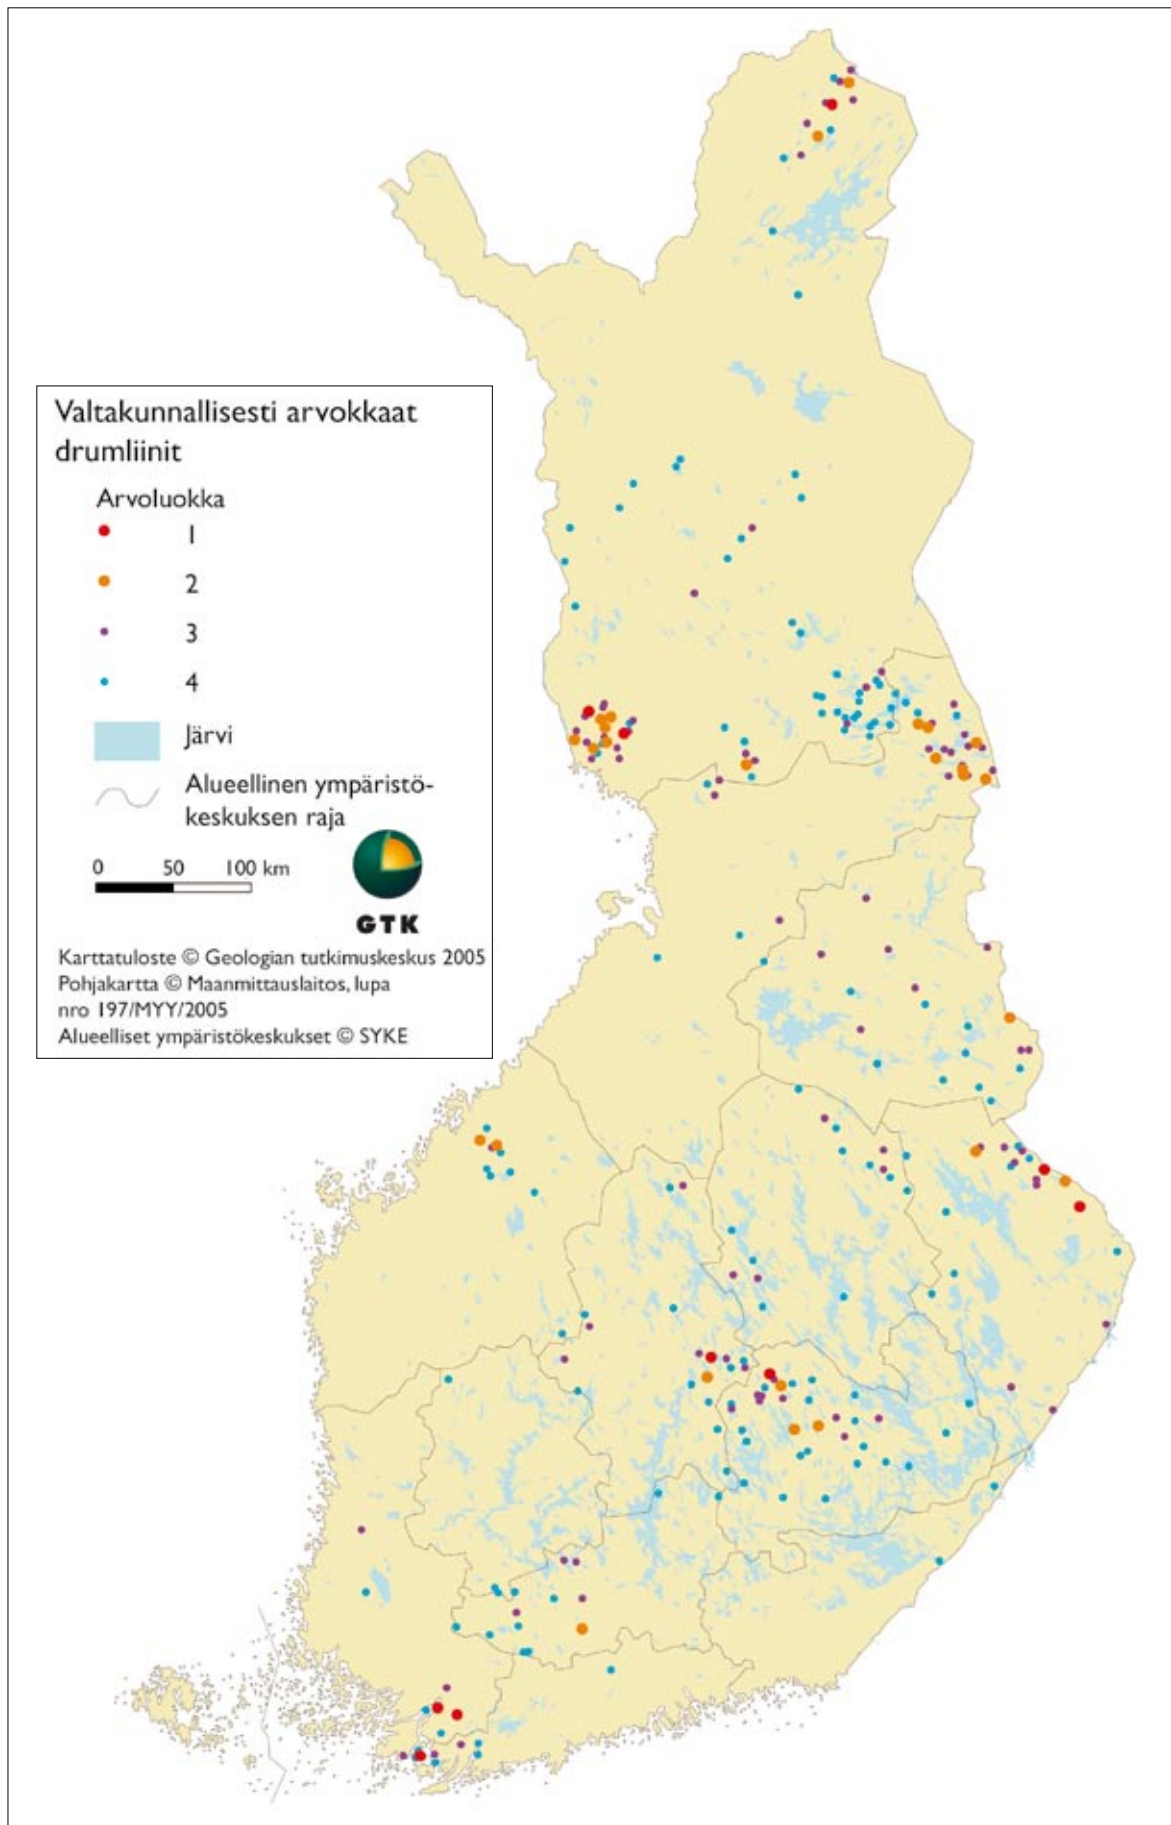 Valtakunnallisesti arvokkaat
drumliinit
Arvoluokka
1
2
3
4
Järvi
Alueellinen ympäristö-
keskuksen raja
0 50 100 km
GTK
Karttatuloste © Geologian tutkimuskeskus 2005
Pohjakartta © Maanmittauslaitos, lupa
nro 197/MYY/2005
Alueelliset ympäristökeskukset © SYKE